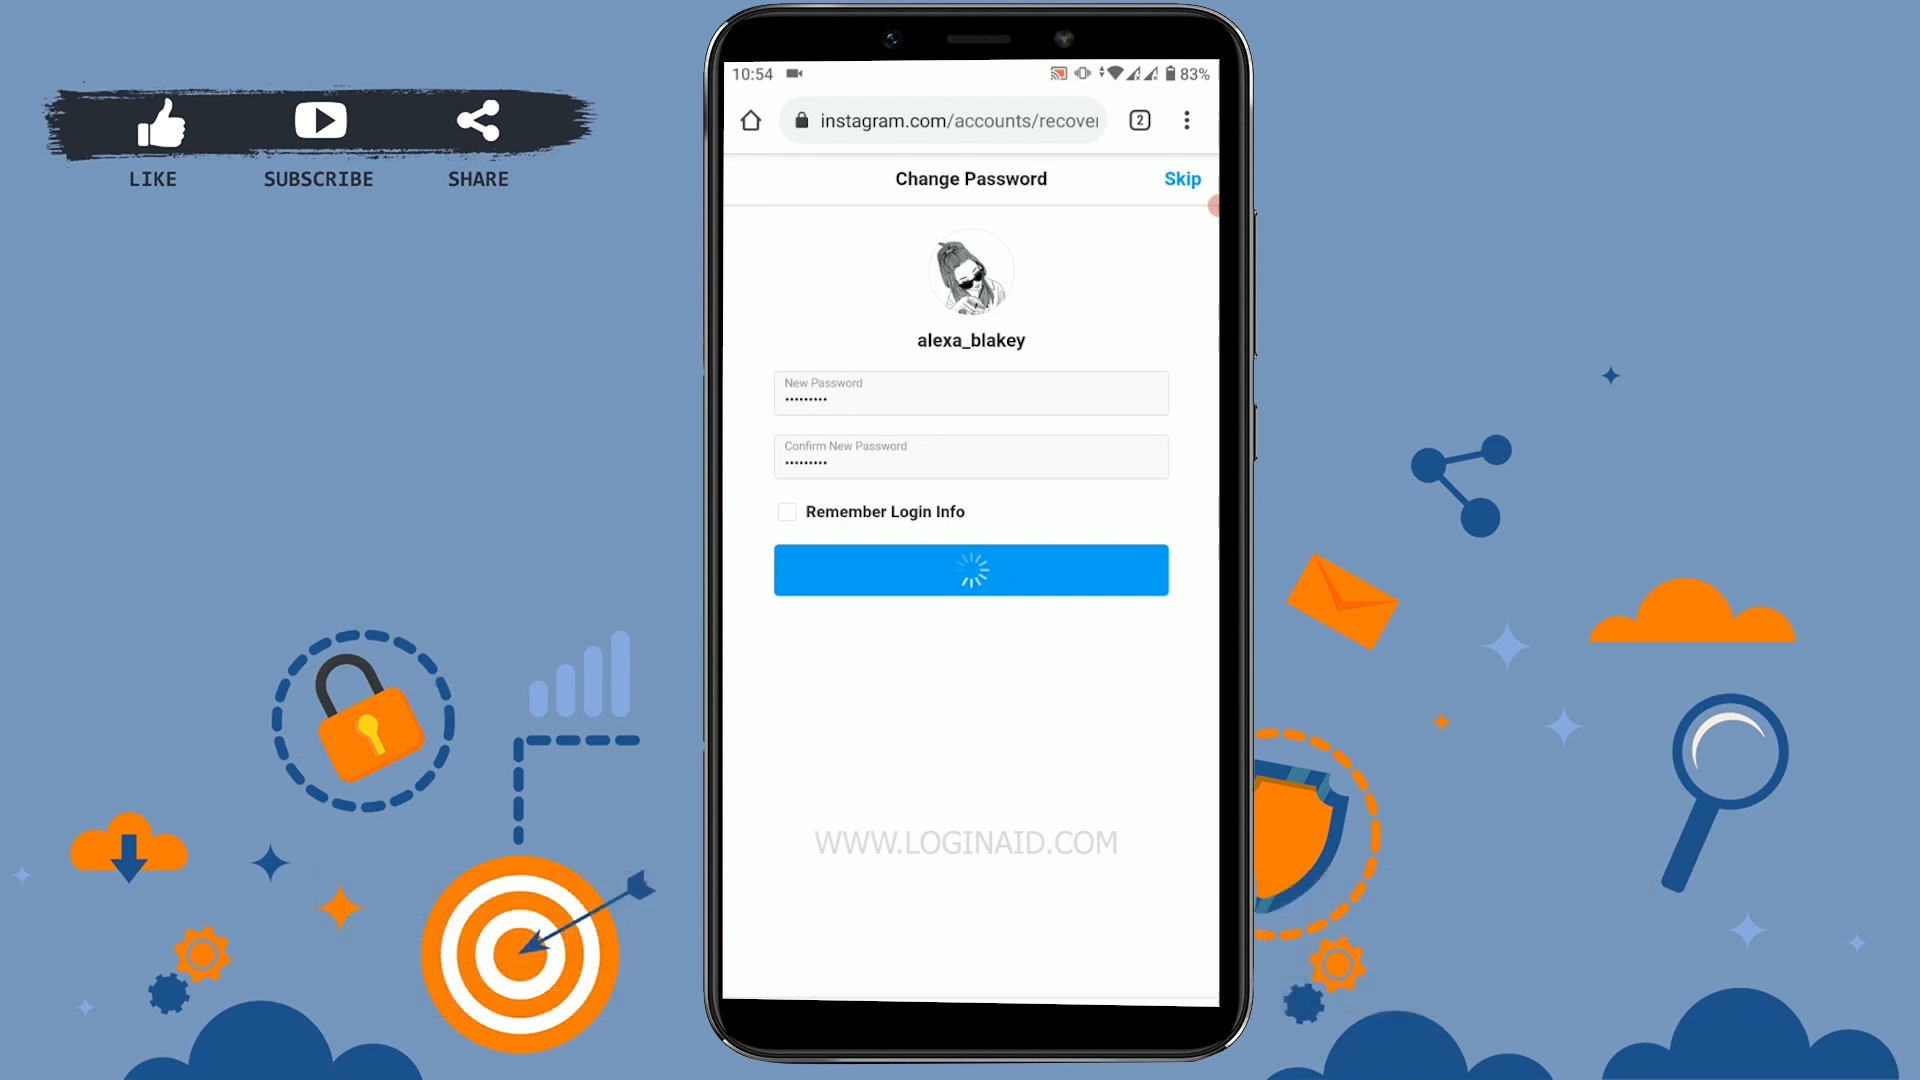 LIKE
SUBSCRIBE
SHARE
10:54
83%
instagram.com/accounts/recover
2
Change Password
Skip
alexa_blakey
New Password
•••••••••
Confirm New Password
•••••••••
Remember Login Info
WWW.LOGINAID.COM